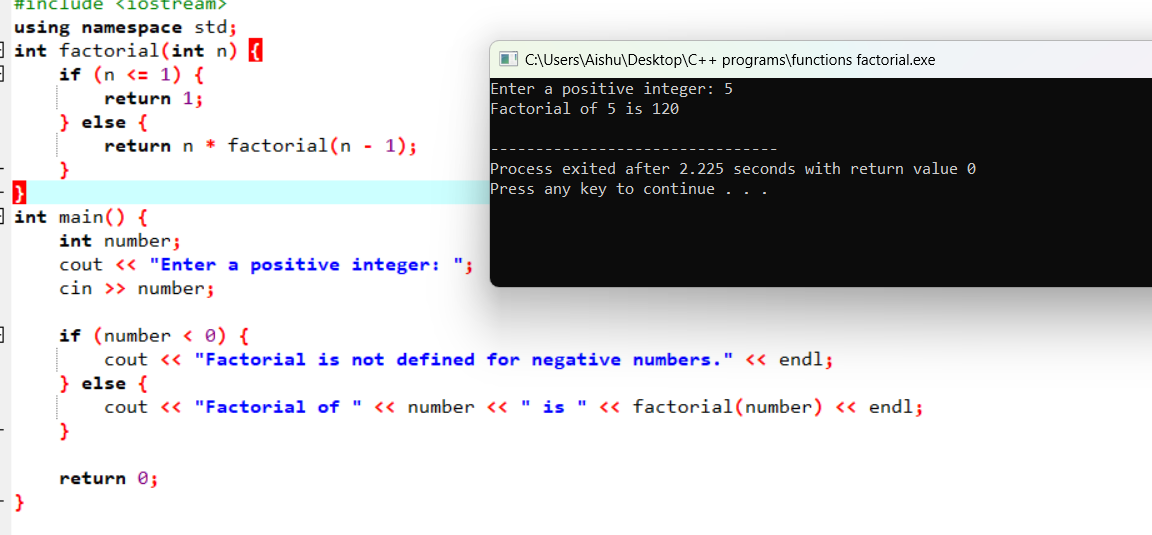 #include <iostream>
using namespace std;
int factorial(int n) {
    if (n <= 1) {
        return 1;
    } else {
        return n * factorial(n - 1);
    }
}
int main() {
    int number;
    cout << "Enter a positive integer: ";
    cin >> number;

    if (number < 0) {
        cout << "Factorial is not defined for negative numbers." << endl;
    } else {
        cout << "Factorial of " << number << " is " << factorial(number) << endl;
    }

    return 0;
}
C:\Users\Aishu\Desktop\C++ programs\functions factorial.exe
Enter a positive integer: 5
Factorial of 5 is 120

--------------------------------
Process exited after 2.225 seconds with return value 0
Press any key to continue . . .